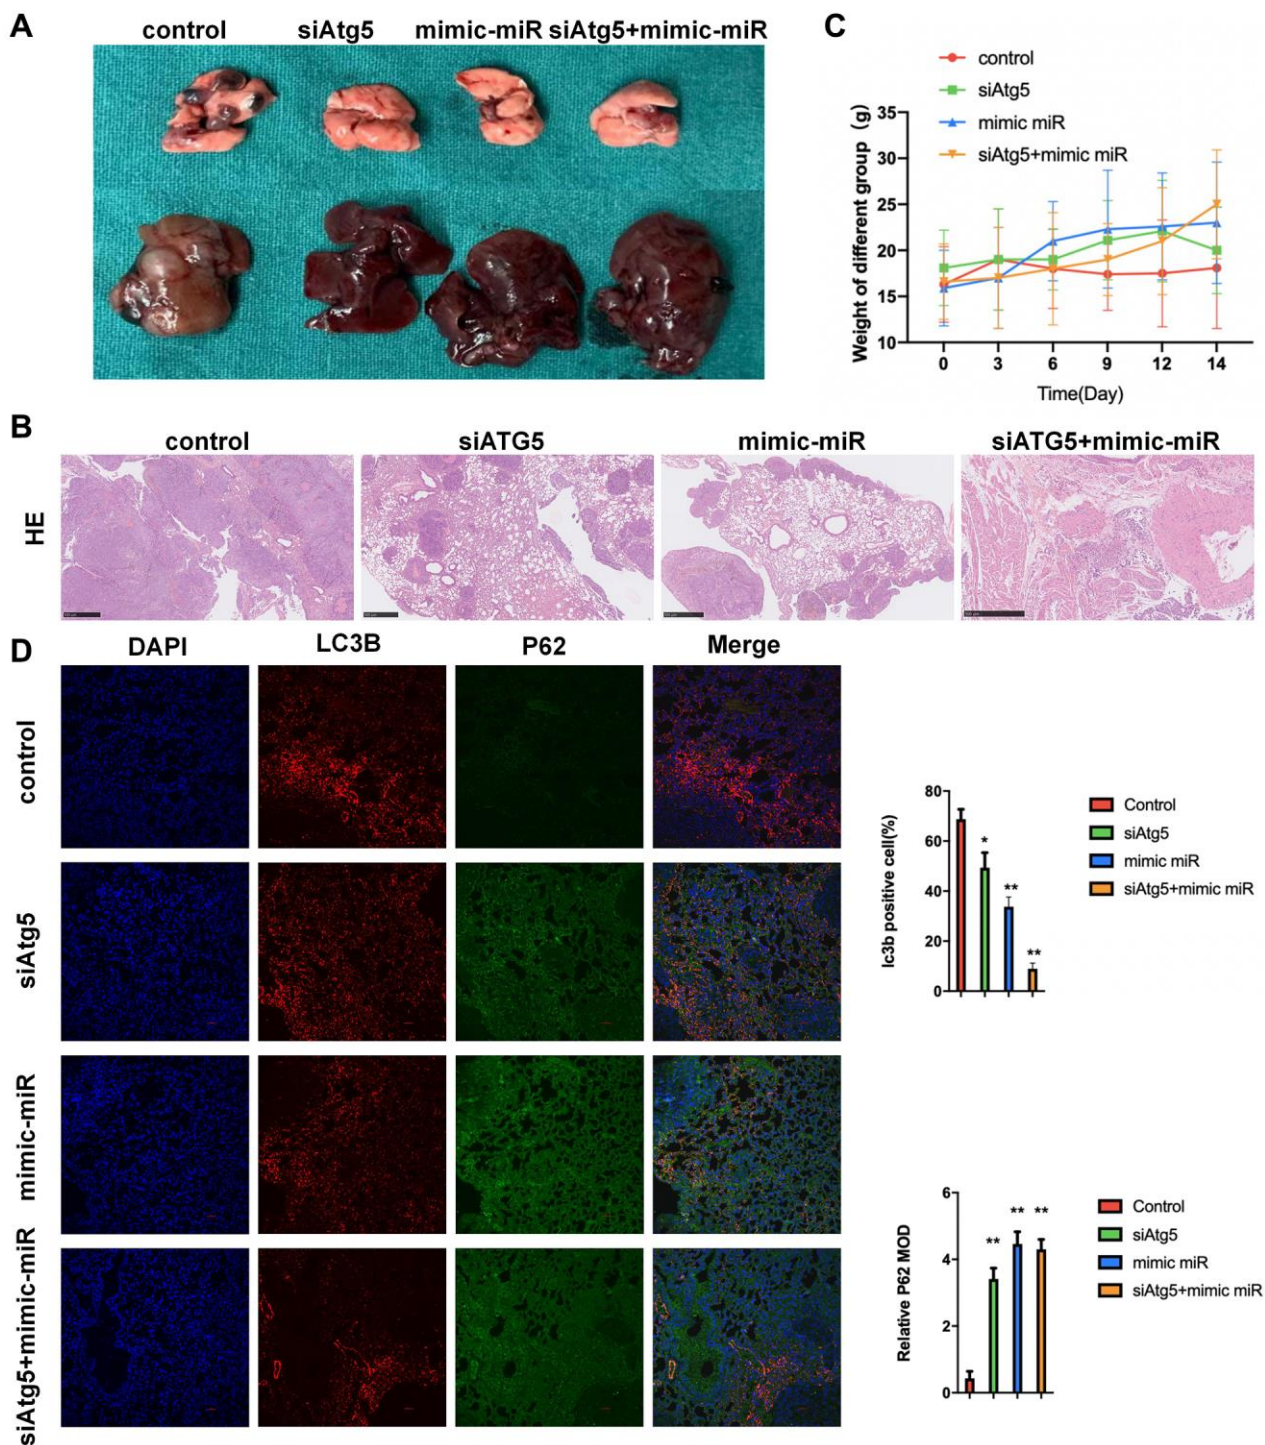 A
control siAtg5 mimic-miR siAtg5+mimic-miR
C
control
siAtg5
mimic miR
siAtg5+mimic miR
Weight of different group (g)
35
30
25
20
15
10
0 3 6 9 12 14
Time(Day)
B
control siATG5 mimic-miR siATG5+mimic-miR
HE
D
DAPI LC3B P62 Merge
control
siAtg5
mimic-miR
siAtg5+mimic-miR
lc3b positive cell(%)
80
60
40
20
0
*
**
**
Control
siAtg5
mimic miR
siAtg5+mimic miR
Relative P62 MOD
6
4
2
0
**
**
**
Control
siAtg5
mimic miR
siAtg5+mimic miR